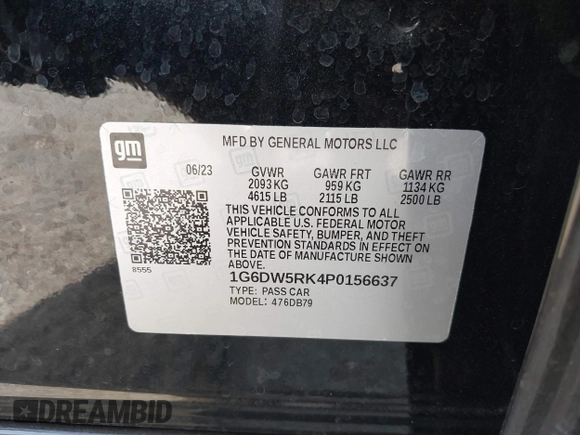 gm
MFD BY GENERAL MOTORS LLC
06/23 GVWR GAWR FRT GAWR RR
2093 KG 959 KG 1134 KG
4615 LB 2115 LB 2500 LB
THIS VEHICLE CONFORMS TO ALL
APPLICABLE U.S. FEDERAL MOTOR
VEHICLE SAFETY, BUMPER, AND THEFT
PREVENTION STANDARDS IN EFFECT ON
THE DATE OF MANUFACTURE SHOWN ABOVE.
8555
1G6DW5RK4P0156637
TYPE: PASS CAR
MODEL: 476DB79
DREAMBID